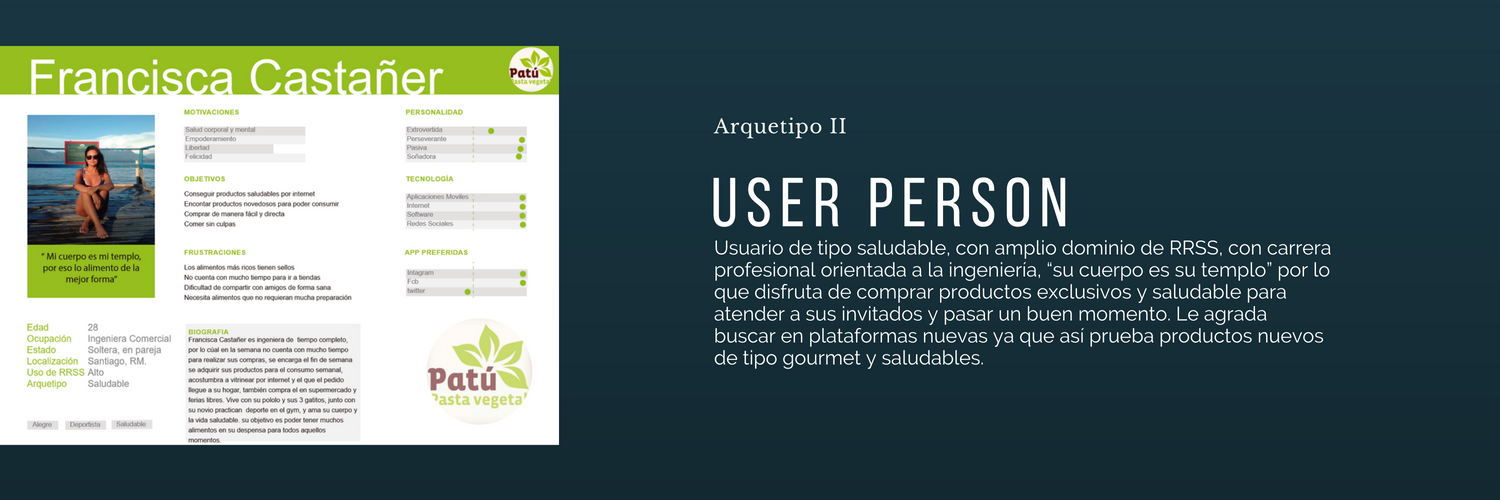 Francisca Castañer
Patú
Pasta vegeta
MOTIVACIONES
Salud corporal y mental
Empoderamiento
Libertad
Felicidad
OBJETIVOS
Conseguir productos saludables por internet
Encontar productos novedosos para poder consumir
Comprar de manera fácil y directa
Comer sin culpas
FRUSTRACIONES
Los alimentos más ricos tienen sellos
No cuenta con mucho tiempo para ir a tiendas
Dificultad de compartir con amigos de forma sana
Necesita alimentos que no requieran mucha preparación
PERSONALIDAD
Extrovertida
Perseverante
Pasiva
Soñadora
TECNOLOGÍA
Aplicaciones Moviles
Internet
Software
Redes Sociales
APP PREFERIDAS
Intagram
Fcb
twitter
“ Mi cuerpo es mi templo,
por eso lo alimento de la
mejor forma”
Edad 28
Ocupación Ingeniera Comercial
Estado Soltera, en pareja
Localización Santiago, RM.
Uso de RRSS Alto
Arquetipo Saludable
Alegre Deportista Saludable
BIOGRAFIA
Francisca Castañer es ingeniera de tiempo completo,
por lo cúal en la semana no cuenta con mucho tiempo
para realizar sus compras, se encarga el fin de semana
se adquirir sus productos para el consumo semanal,
acostumbra a vitrinear por internet y el que el pedido
llegue a su hogar, también compra el en supermercado y
ferias libres. Vive con su pololo y sus 3 gatitos, junto con
su novio practican deporte en el gym, y ama su cuerpo y
la vida saludable. su objetivo es poder tener muchos
alimentos en su despensa para todos aquellos
momentos
Patú
Pasta vegeta
Arquetipo II
USER PERSON
Usuario de tipo saludable, con amplio dominio de RRSS, con carrera
profesional orientada a la ingeniería, “su cuerpo es su templo” por lo
que disfruta de comprar productos exclusivos y saludable para
atender a sus invitados y pasar un buen momento. Le agrada
buscar en plataformas nuevas ya que así prueba productos nuevos
de tipo gourmet y saludables.